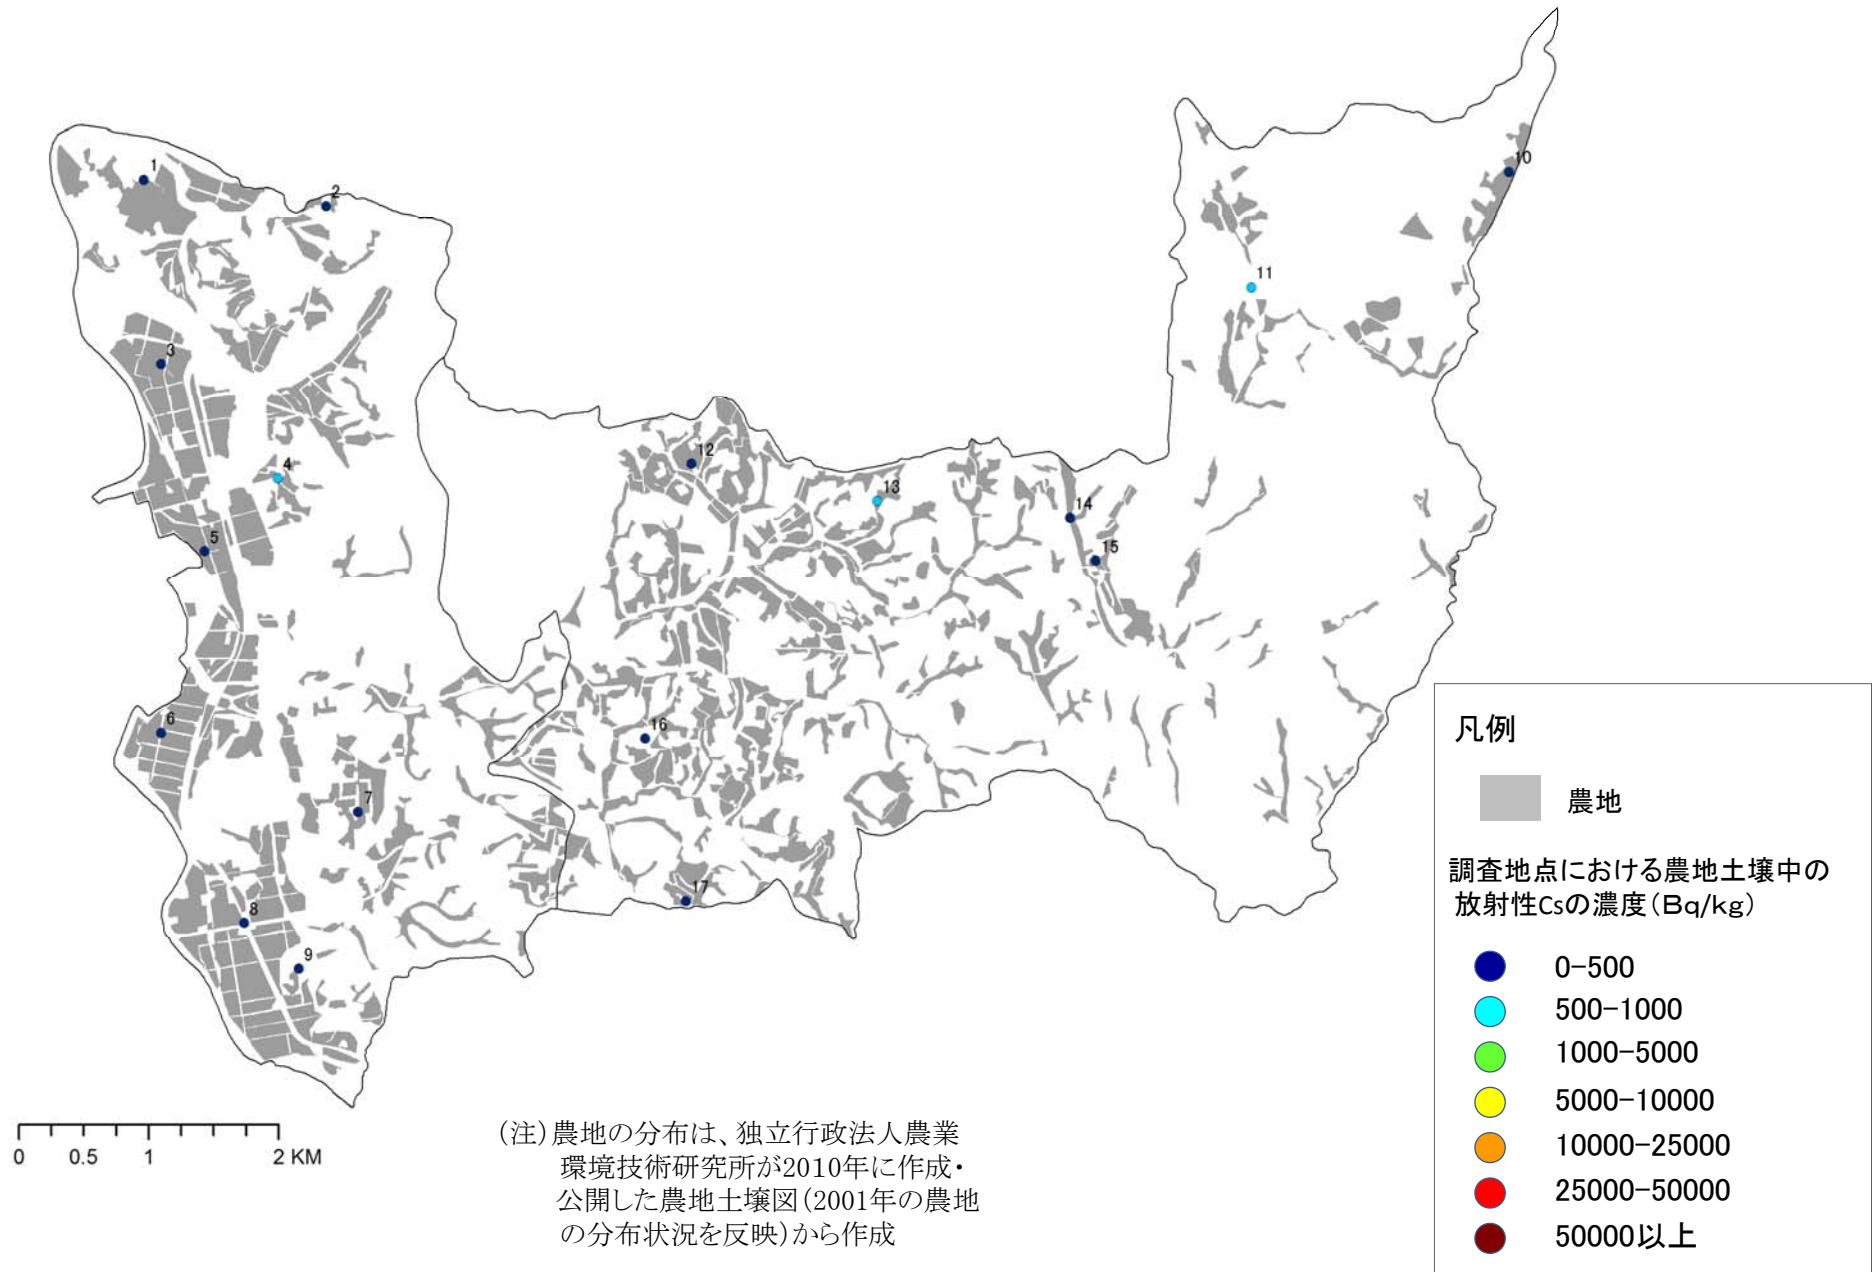 1
2
3
4
5
6
7
8
9
10
11
12
13
14
15
16
17
0 0.5 1 2 KM
(注)農地の分布は、独立行政法人農業
環境技術研究所が2010年に作成・
公開した農地土壌図(2001年の農地
の分布状況を反映)から作成
凡例
農地
調査地点における農地土壌中の
放射性Csの濃度(Bq/kg)
0-500
500-1000
1000-5000
5000-10000
10000-25000
25000-50000
50000以上